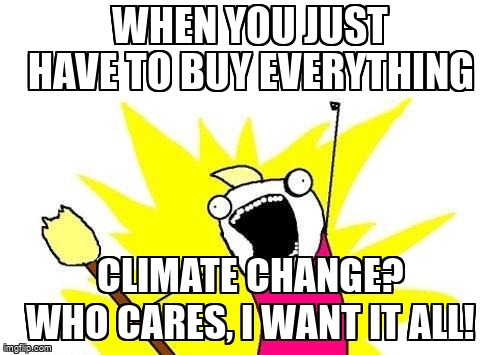 WHEN YOU JUST
HAVE TO BUY EVERYTHING
CLIMATE CHANGE?
WHO CARES, I WANT IT ALL!
imgflip.com